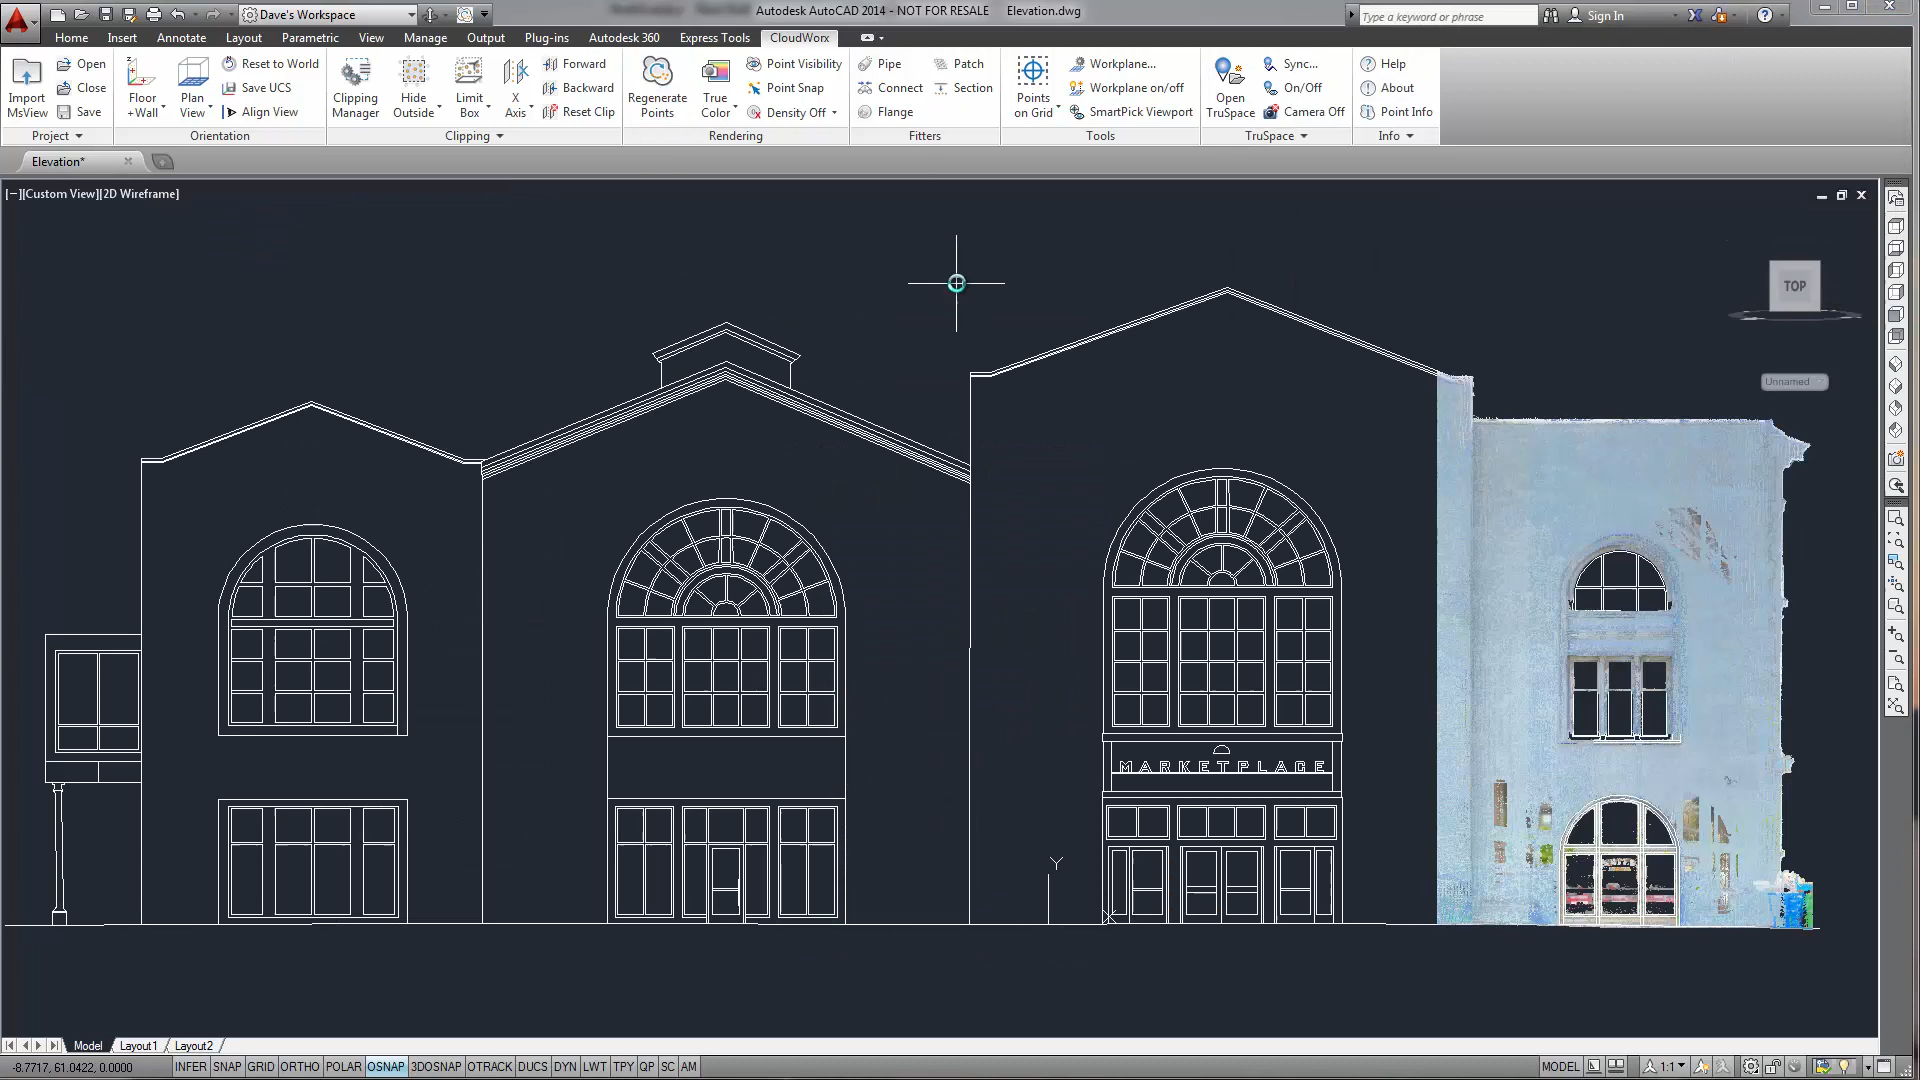 Dave's Workspace
Autodesk AutoCAD 2014 - NOT FOR RESALE Elevation.dwg
Type a keyword or phrase
Sign In
Home Insert Annotate Layout Parametric View Manage Output Plug-ins Autodesk 360 Express Tools CloudWorx
Import MsView
Open
Close
Save
Project
Floor +Wall
Plan View
Reset to World
Save UCS
Align View
Orientation
Clipping Manager
Hide Outside
Limit Box
X Axis
Forward
Backward
Reset Clip
Clipping
Regenerate Points
True Color
Point Visibility
Point Snap
Density Off
Rendering
Pipe
Connect
Flange
Patch
Section
Fitters
Points on Grid
Workplane...
Workplane on/off
SmartPick Viewport
Tools
Open TruSpace
Sync...
On/Off
Camera Off
TruSpace
Help
About
Point Info
Info
Elevation*
[−][Custom View][2D Wireframe]
TOP
Unnamed
MARKETPLACE
Y
X
Model Layout1 Layout2
-8.7717, 61.0422, 0.0000
INFER SNAP GRID ORTHO POLAR OSNAP 3DOSNAP OTRACK DUCS DYN LWT TPY QP SC AM
MODEL
1:1